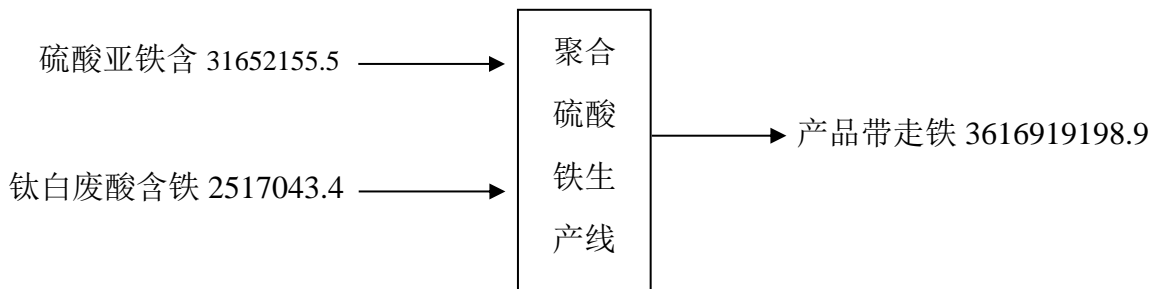 硫酸亚铁含 31652155.5
钛白废酸含铁 2517043.4
聚合
硫酸
铁生
产线
产品带走铁 3616919198.9